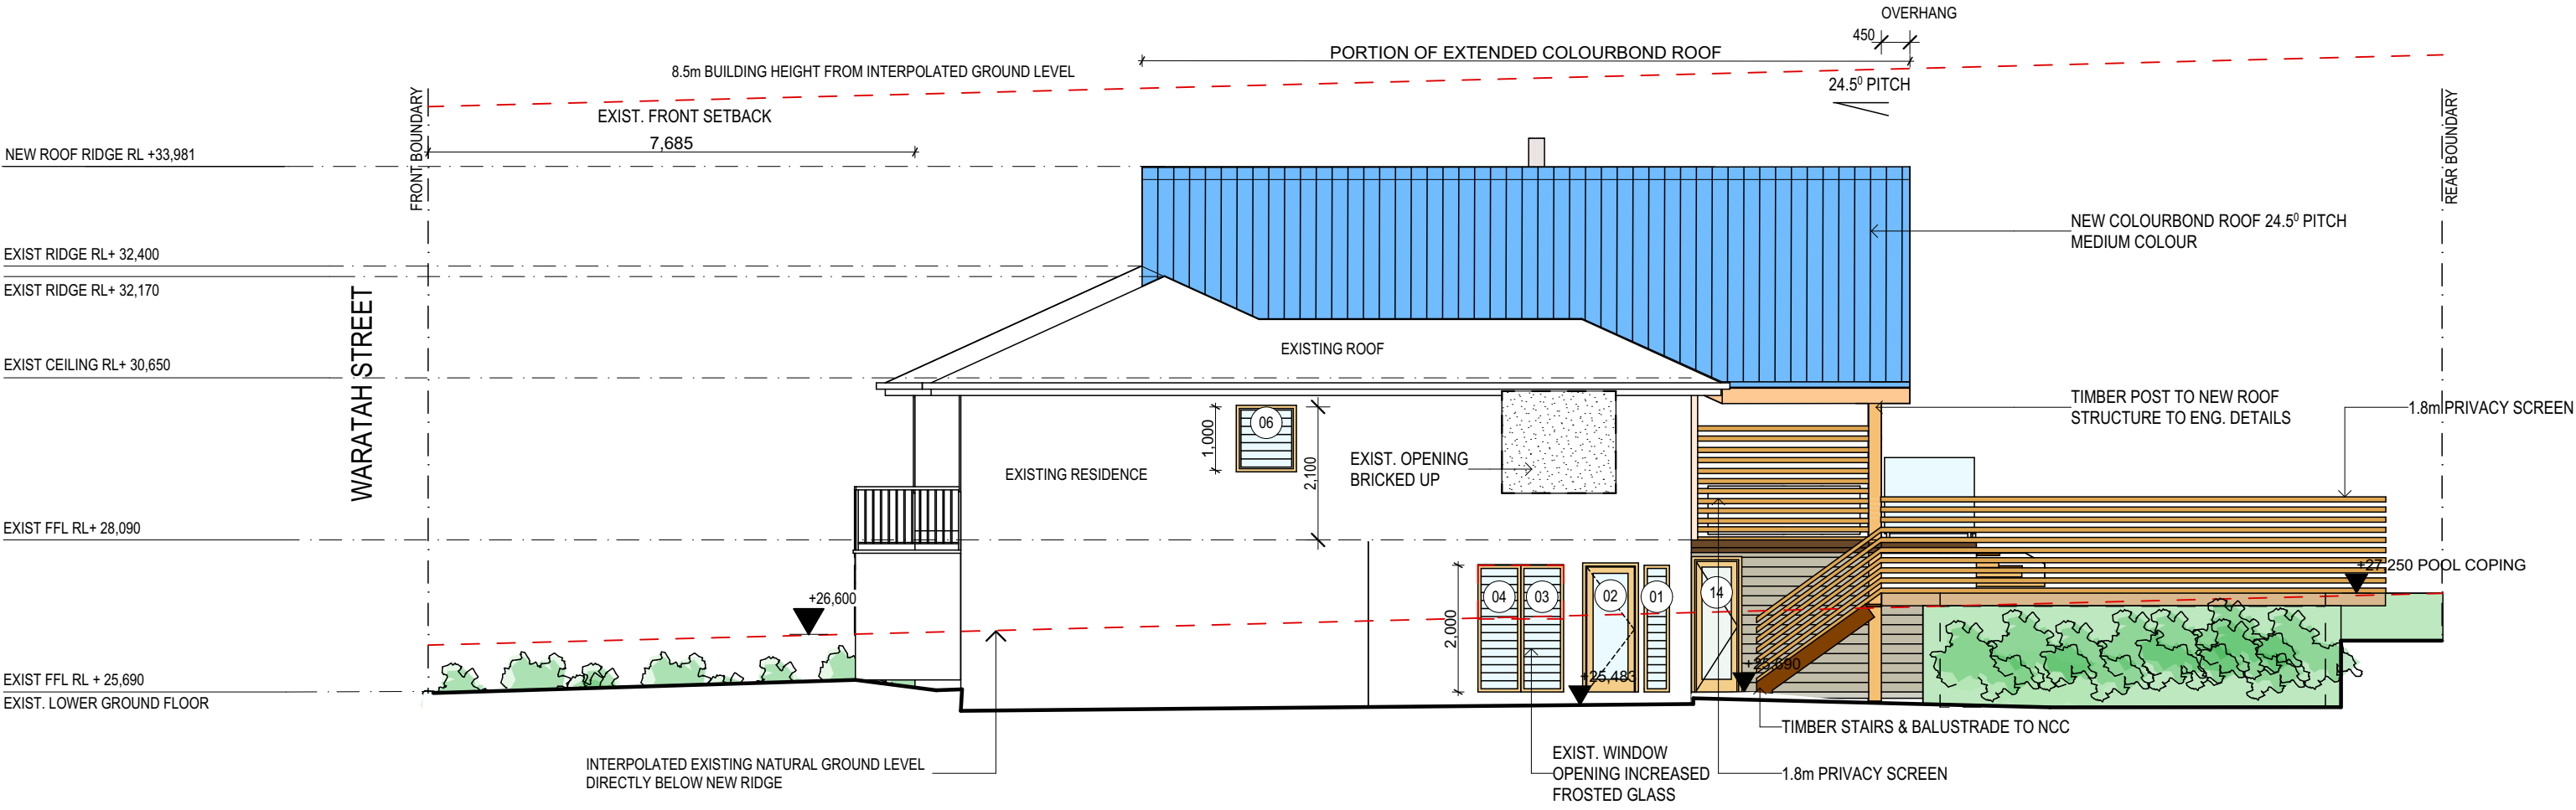 OVERHANG
450
PORTION OF EXTENDED COLOURBOND ROOF
8.5m BUILDING HEIGHT FROM INTERPOLATED GROUND LEVEL
24.5⁰ PITCH
FRONT BOUNDARY
REAR BOUNDARY
EXIST. FRONT SETBACK
7,685
NEW ROOF RIDGE RL +33,981
NEW COLOURBOND ROOF 24.5⁰ PITCH
MEDIUM COLOUR
EXIST RIDGE RL+ 32,400
EXIST RIDGE RL+ 32,170
WARATAH STREET
EXISTING ROOF
EXIST CEILING RL+ 30,650
TIMBER POST TO NEW ROOF
STRUCTURE TO ENG. DETAILS
1.8m PRIVACY SCREEN
06
1,000
2,100
EXISTING RESIDENCE
EXIST. OPENING
BRICKED UP
EXIST FFL RL+ 28,090
+27,250 POOL COPING
+26,600
04
03
02
01
14
2,000
+25,690
+25,483
EXIST FFL RL + 25,690
EXIST. LOWER GROUND FLOOR
TIMBER STAIRS & BALUSTRADE TO NCC
INTERPOLATED EXISTING NATURAL GROUND LEVEL
DIRECTLY BELOW NEW RIDGE
EXIST. WINDOW
OPENING INCREASED
FROSTED GLASS
1.8m PRIVACY SCREEN